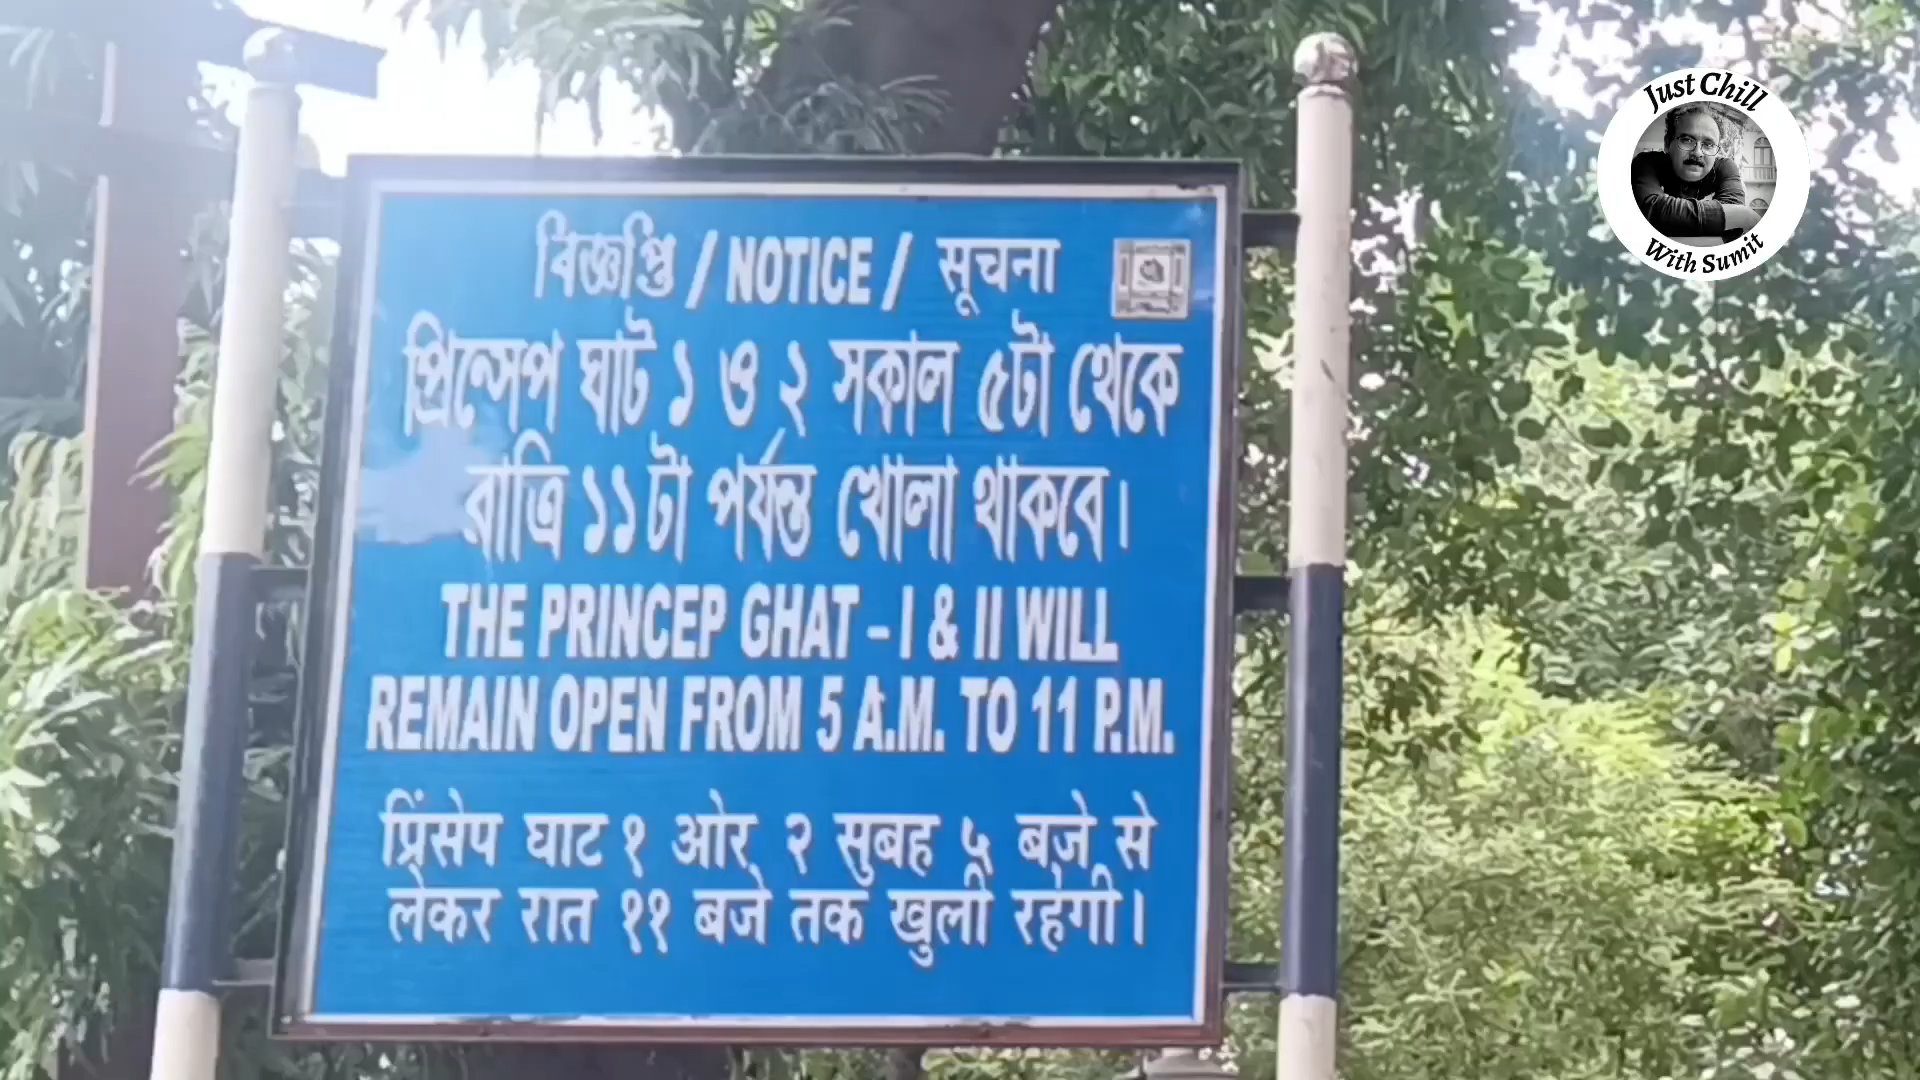 বিজ্ঞপ্তি / NOTICE / सूचना
প্রিন্সেপ ঘাট ১ ও ২ সকাল ৫টা থেকে
রাত্রি ১১টা পর্যন্ত খোলা থাকবে।
THE PRINCEP GHAT – I & II WILL
REMAIN OPEN FROM 5 A.M. TO 11 P.M.
प्रिंसेप घाट १ ओर २ सुबह ५ बजे से
लेकर रात ११ बजे तक खुली रहेगी।
Just Chill
With Sumit